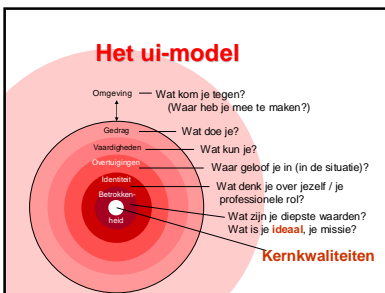 Het ui-model
Omgeving
Wat kom je tegen?
(Waar heb je mee te maken?)
Gedrag
Wat doe je?
Vaardigheden
Wat kun je?
Overtuigingen
Waar geloof je in (in de situatie)?
Identiteit
Wat denk je over jezelf / je
professionele rol?
Betrokken-
heid
Wat zijn je diepste waarden?
Wat is je ideaal, je missie?
Kernkwaliteiten